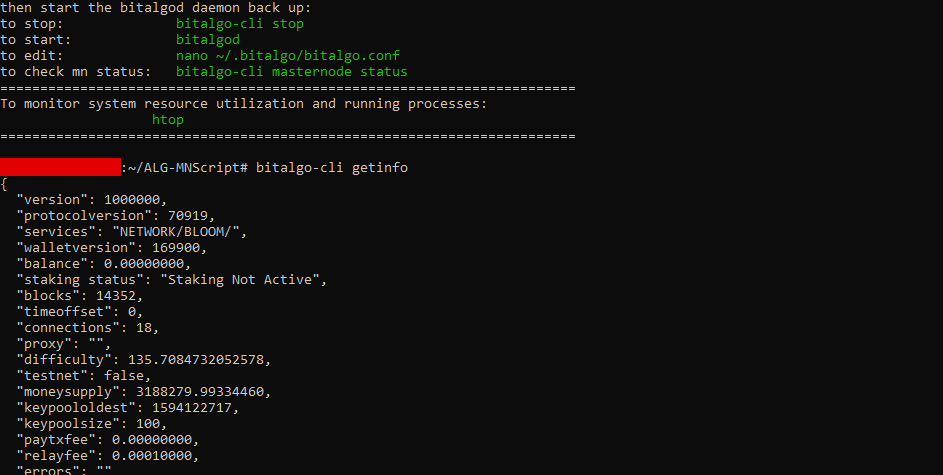 then start the bitalgod daemon back up:
to stop: bitalgo-cli stop
to start: bitalgod
to edit: nano ~/.bitalgo/bitalgo.conf
to check mn status: bitalgo-cli masternode status
========================================================================
To monitor system resource utilization and running processes:
htop
========================================================================
:~/ALG-MNScript# bitalgo-cli getinfo
{
"version": 1000000,
"protocolversion": 70919,
"services": "NETWORK/BLOOM/",
"walletversion": 169900,
"balance": 0.00000000,
"staking status": "Staking Not Active",
"blocks": 14352,
"timeoffset": 0,
"connections": 18,
"proxy": "",
"difficulty": 135.7084732052578,
"testnet": false,
"moneysupply": 3188279.99334460,
"keypoololdest": 1594122717,
"keypoolsize": 100,
"paytxfee": 0.00000000,
"relayfee": 0.00010000,
"errors": ""